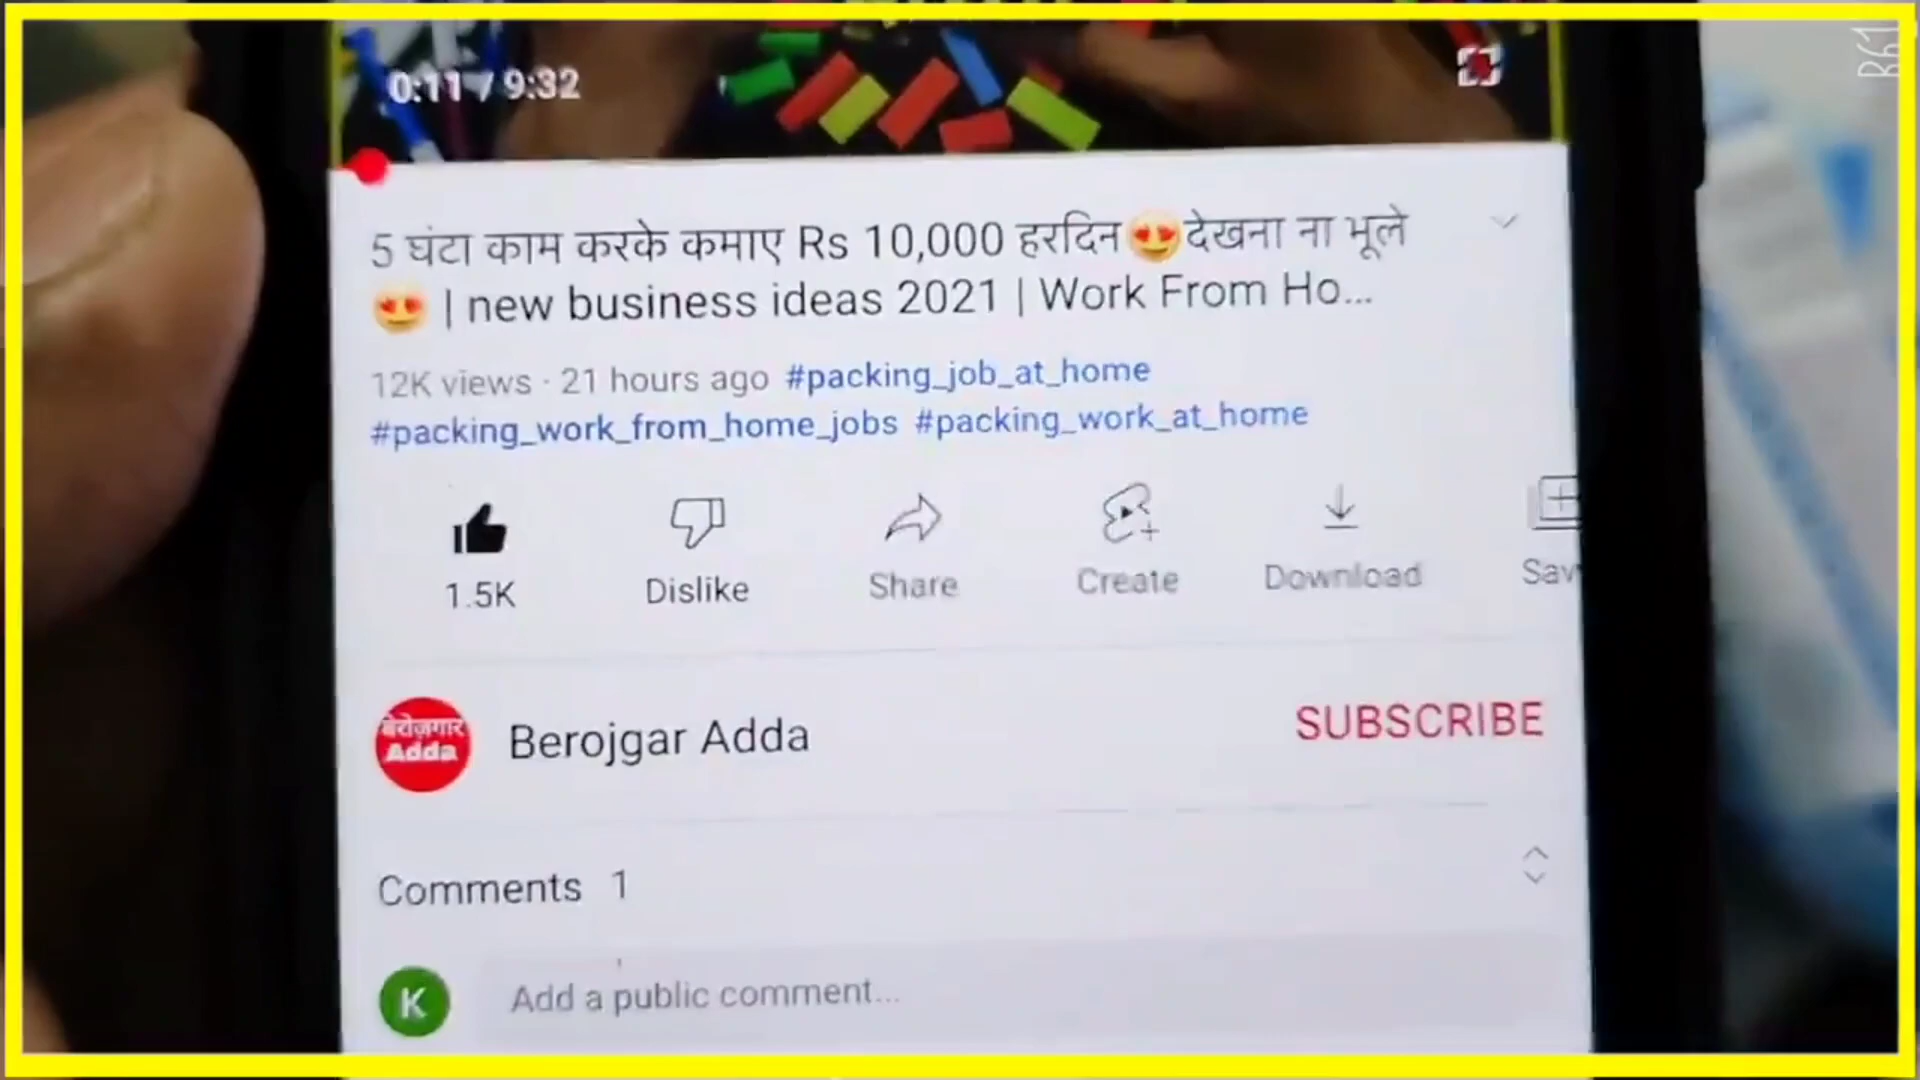 0:11 / 9:32
5 घंटा काम करके कमाए Rs 10,000 हरदिन😍देखना ना भूले
😍 | new business ideas 2021 | Work From Ho...
12K views · 21 hours ago #packing_job_at_home
#packing_work_from_home_jobs #packing_work_at_home
1.5K Dislike Share Create Download Sav
बेरोज़गार
Adda
Berojgar Adda SUBSCRIBE
Comments 1
K Add a public comment...